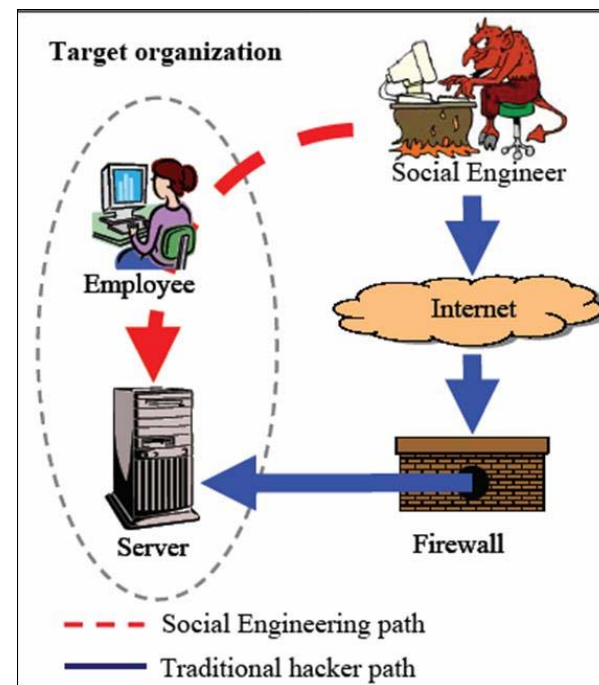 Target organization
Social Engineer
Employee
Internet
Server
Firewall
Social Engineering path
Traditional hacker path